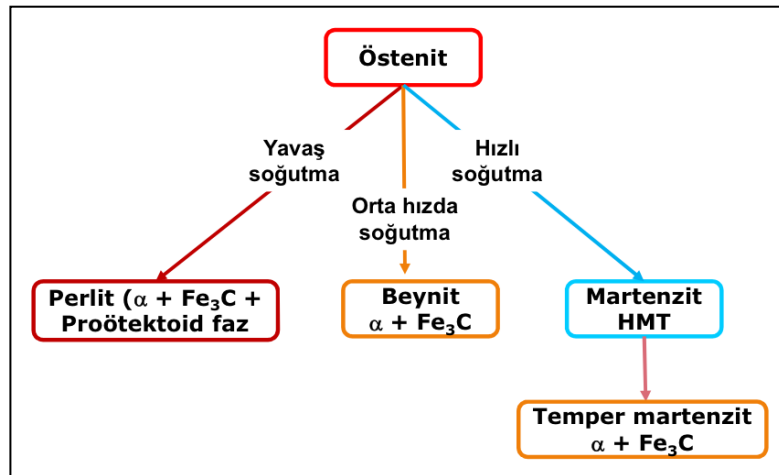 Östenit
Yavaş
soğutma
Hızlı
soğutma
Orta hızda
soğutma
Perlit (α + Fe₃C +
Proötektoid faz
Beynit
α + Fe₃C
Martenzit
HMT
Temper martenzit
α + Fe₃C